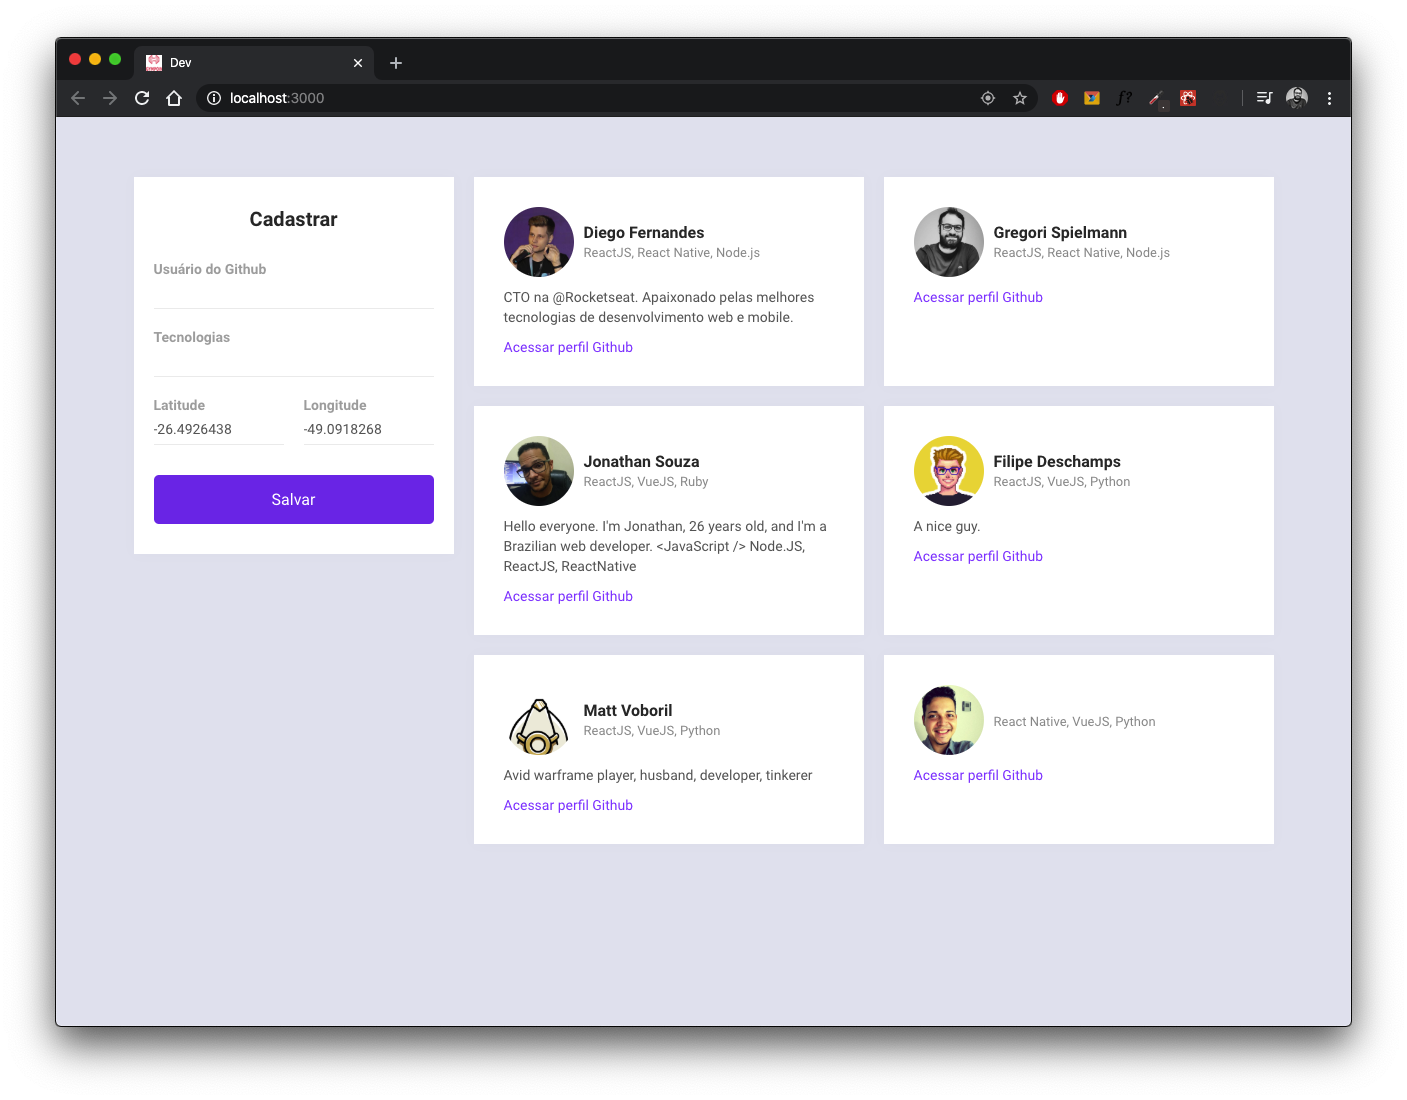 Dev
localhost:3000
f?
Cadastrar
Usuário do Github
Tecnologias
Latitude
Longitude
-26.4926438
-49.0918268
Salvar
Diego Fernandes
ReactJS, React Native, Node.js
CTO na @Rocketseat. Apaixonado pelas melhores
tecnologias de desenvolvimento web e mobile.
Acessar perfil Github
Gregori Spielmann
ReactJS, React Native, Node.js
Acessar perfil Github
Jonathan Souza
ReactJS, VueJS, Ruby
Hello everyone. I'm Jonathan, 26 years old, and I'm a
Brazilian web developer. <JavaScript /> Node.JS,
ReactJS, ReactNative
Acessar perfil Github
Filipe Deschamps
ReactJS, VueJS, Python
A nice guy.
Acessar perfil Github
Matt Voboril
ReactJS, VueJS, Python
Avid warframe player, husband, developer, tinkerer
Acessar perfil Github
React Native, VueJS, Python
Acessar perfil Github